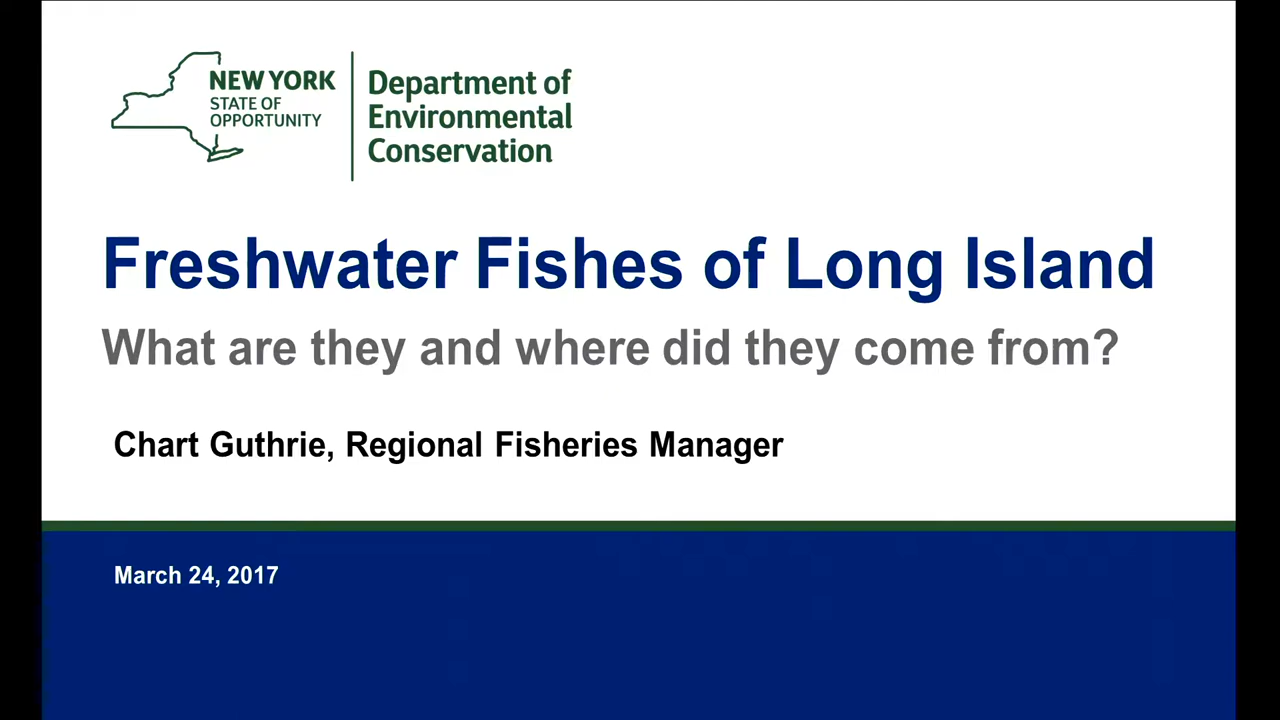 NEW YORK
STATE OF
OPPORTUNITY
Department of
Environmental
Conservation
Freshwater Fishes of Long Island
What are they and where did they come from?
Chart Guthrie, Regional Fisheries Manager
March 24, 2017